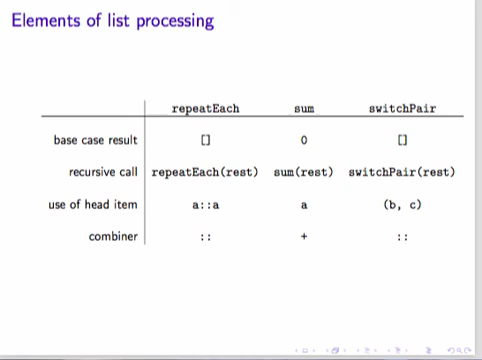 Elements of list processing
repeatEach sum switchPair
base case result [] 0 []
recursive call repeatEach(rest) sum(rest) switchPair(rest)
use of head item a::a a (b, c)
combiner :: + ::